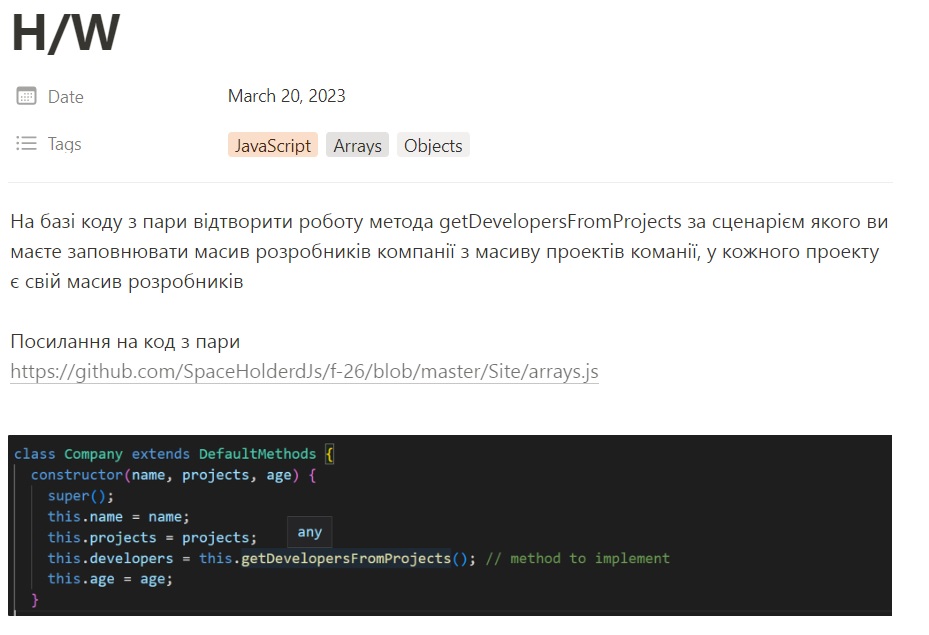 H/W
Date March 20, 2023
Tags JavaScript Arrays Objects
На базі коду з пари відтворити роботу метода getDevelopersFromProjects за сценарієм якого ви
маєте заповнювати масив розробників компанії з масиву проектів команії, у кожного проекту
є свій масив розробників
Посилання на код з пари
https://github.com/SpaceHolderdJs/f-26/blob/master/Site/arrays.js
class Company extends DefaultMethods {
constructor(name, projects, age) {
super();
this.name = name;
this.projects = projects;
any
this.developers = this.getDevelopersFromProjects(); // method to implement
this.age = age;
}